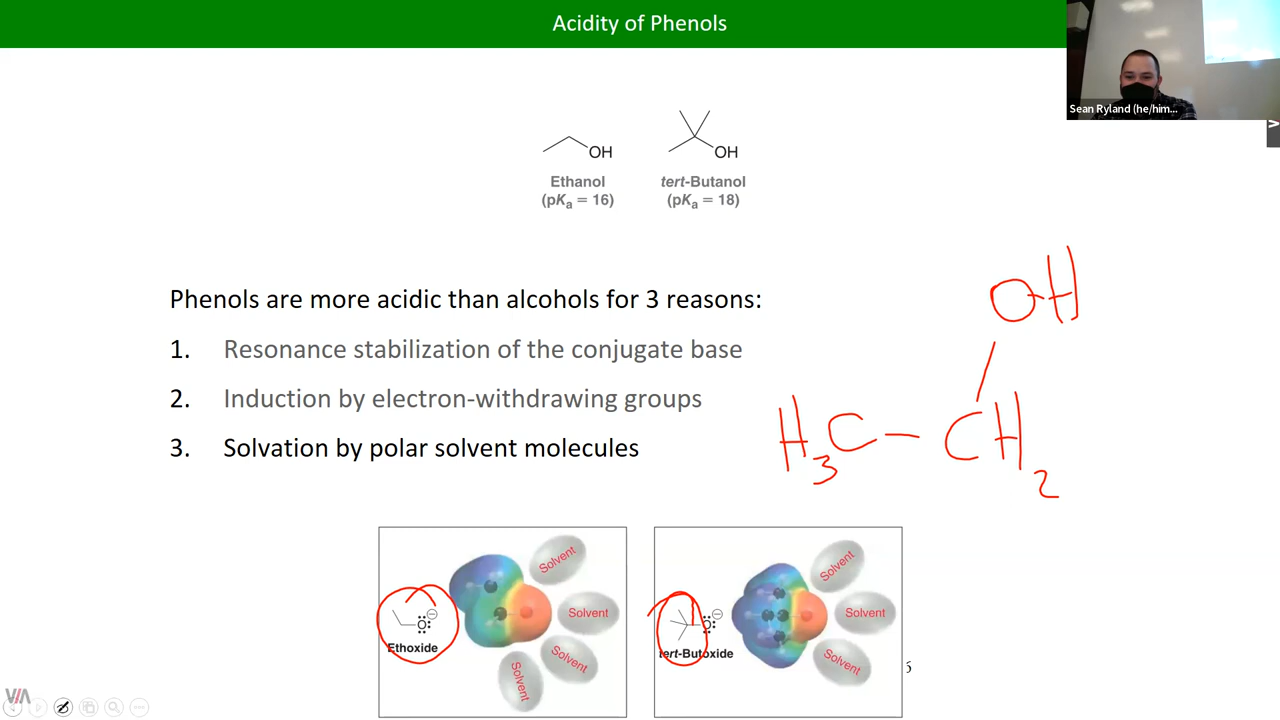 Acidity of Phenols
Sean Ryland (he/him...
OH
OH
Ethanol
tert-Butanol
(pKa = 16)
(pKa = 18)
Phenols are more acidic than alcohols for 3 reasons:
1. Resonance stabilization of the conjugate base
2. Induction by electron-withdrawing groups
3. Solvation by polar solvent molecules
OH
H3C-CH2
Solvent
Solvent
Solvent
Solvent
O
Ethoxide
Solvent
Solvent
Solvent
O
tert-Butoxide
6
VIA